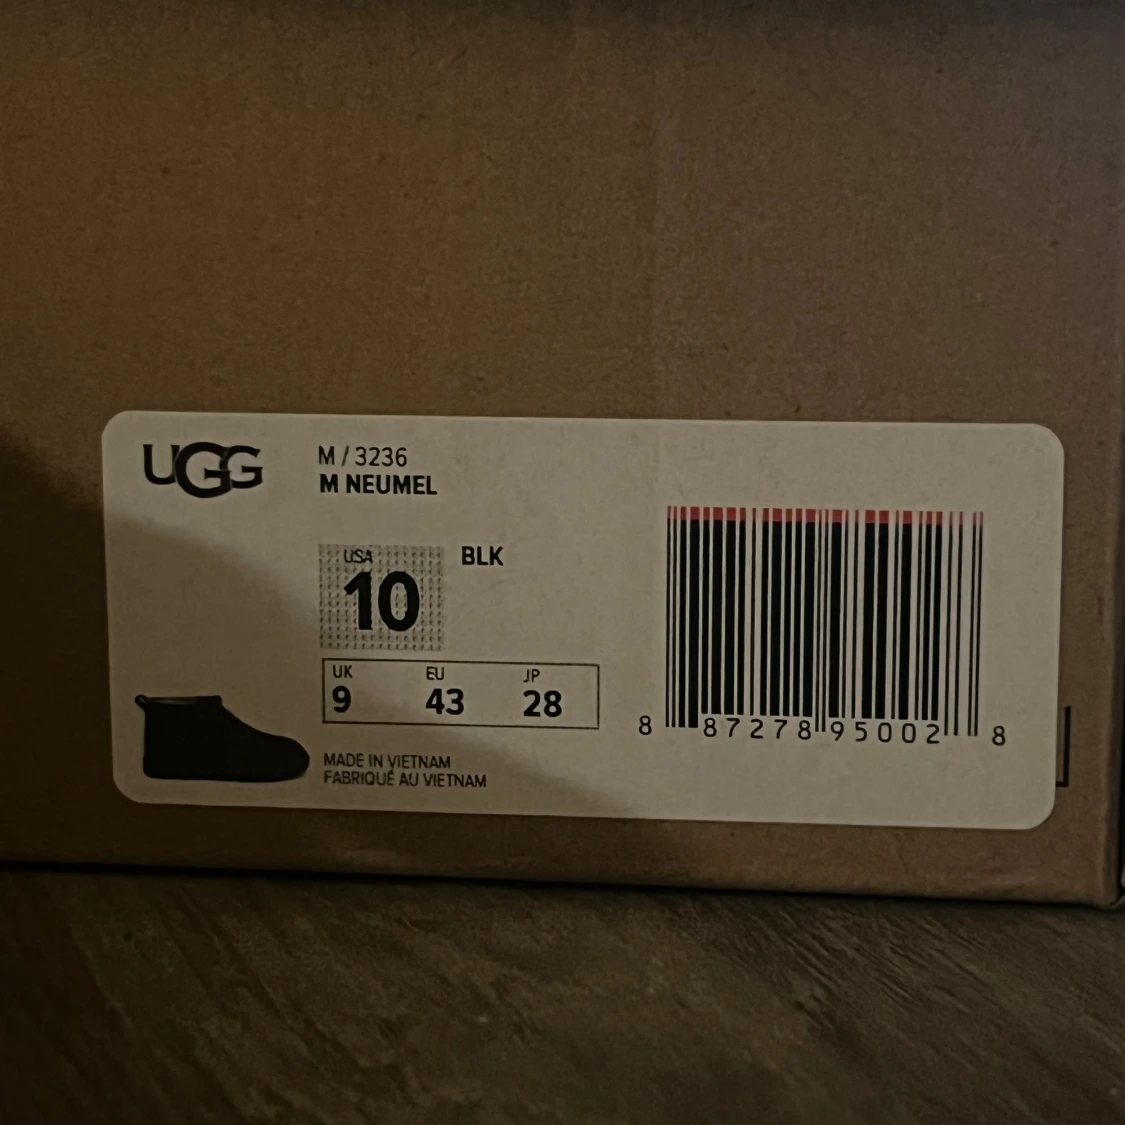 UGG
M / 3236
M NEUMEL
USA
10
BLK
UK EU JP
9 43 28
MADE IN VIETNAM
FABRIQUÉ AU VIETNAM
8 87278 95002 8